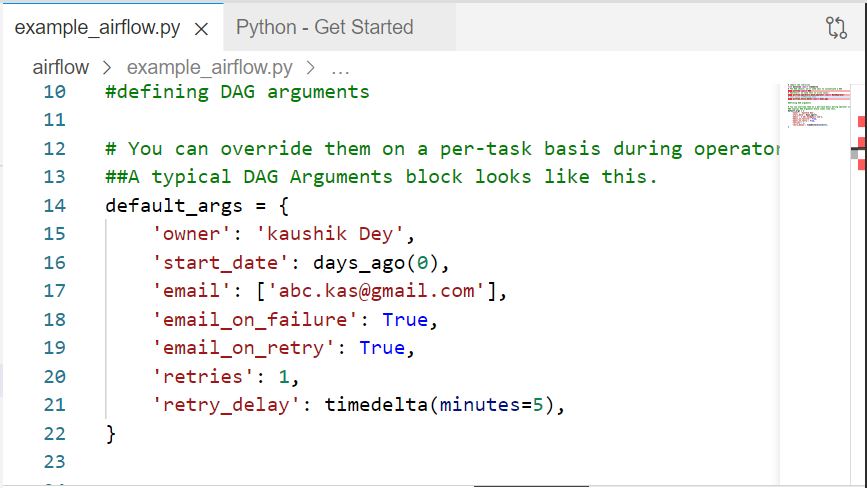 example_airflow.py
Python - Get Started
airflow > example_airflow.py > ...
10 #defining DAG arguments
11
12 # You can override them on a per-task basis during operator
13 ##A typical DAG Arguments block looks like this.
14 default_args = {
15     'owner': 'kaushik Dey',
16     'start_date': days_ago(0),
17     'email': ['abc.kas@gmail.com'],
18     'email_on_failure': True,
19     'email_on_retry': True,
20     'retries': 1,
21     'retry_delay': timedelta(minutes=5),
22 }
23